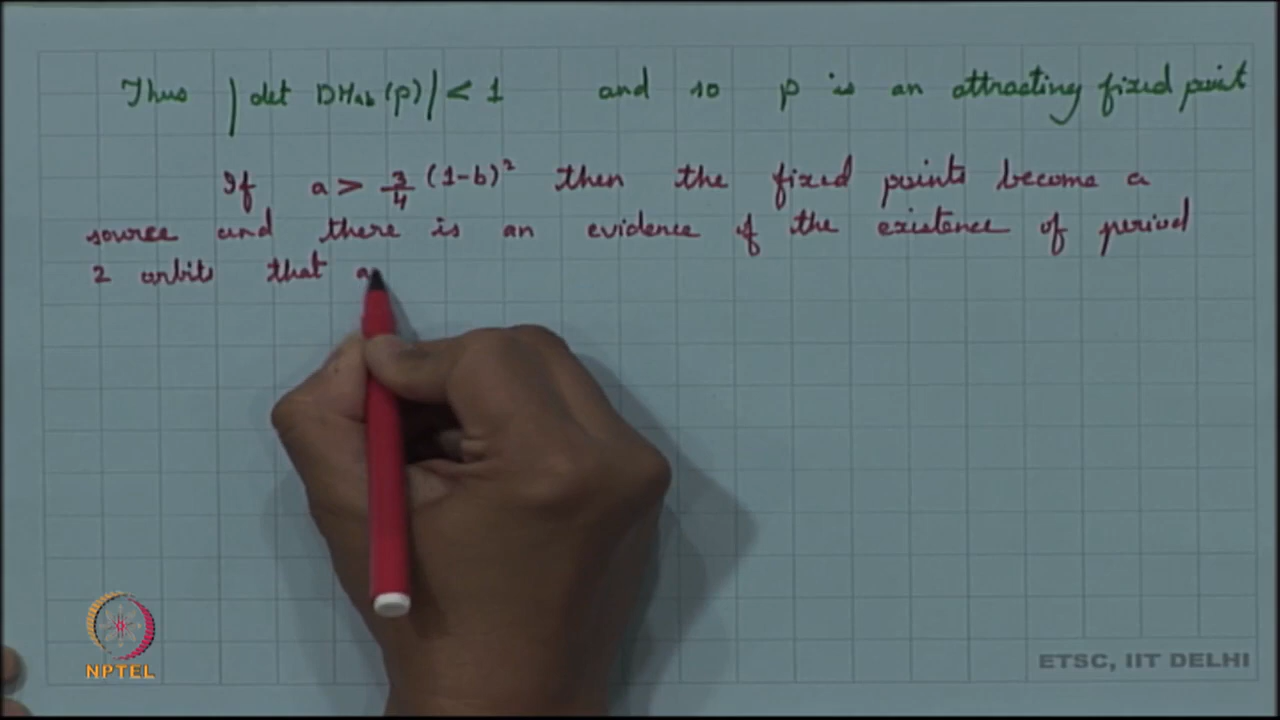 Thus | det DHab(p) | < 1 and so p is an attracting fixed point
If a > 3/4 (1-b)² then the fixed points become a
source and there is an evidence of the existence of period
2 orbits that a
NPTEL
ETSC, IIT DELHI